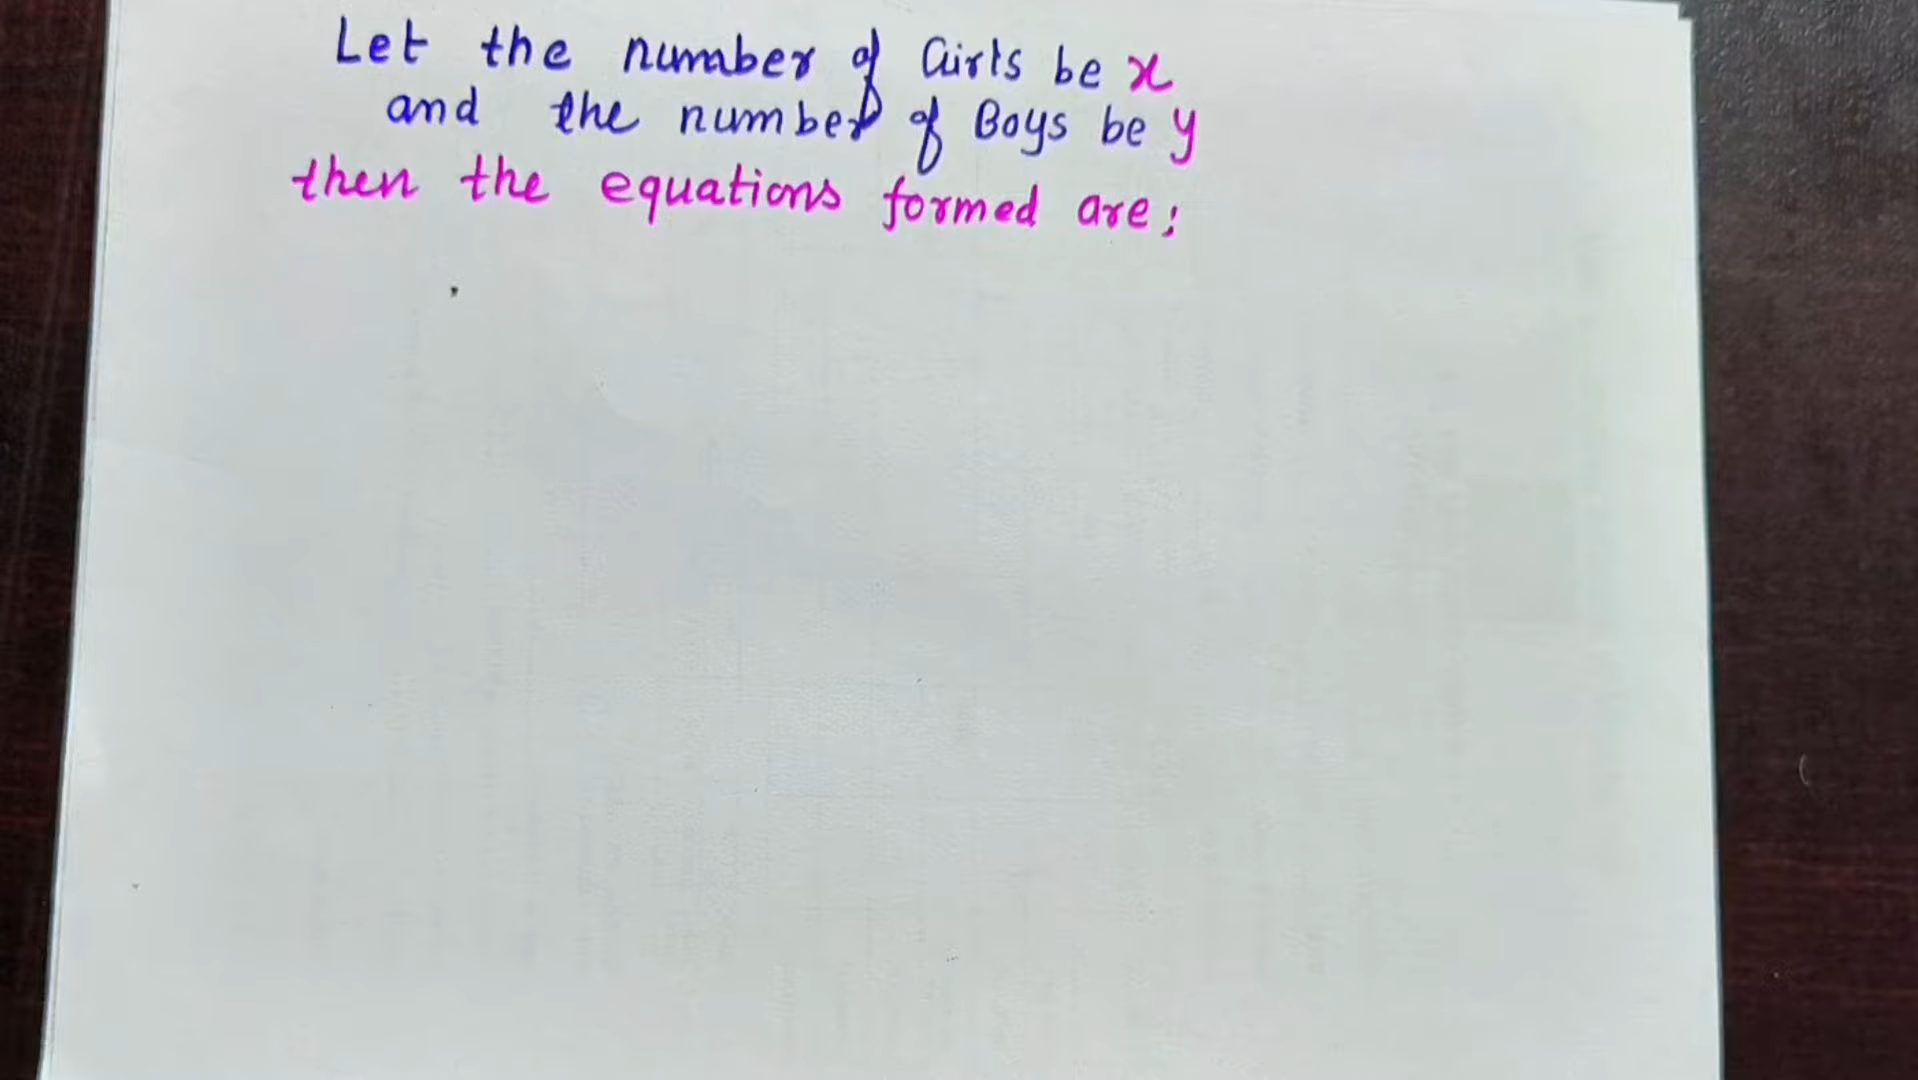 Let the number of Girls be x
and the number of Boys be y
then the equations formed are: